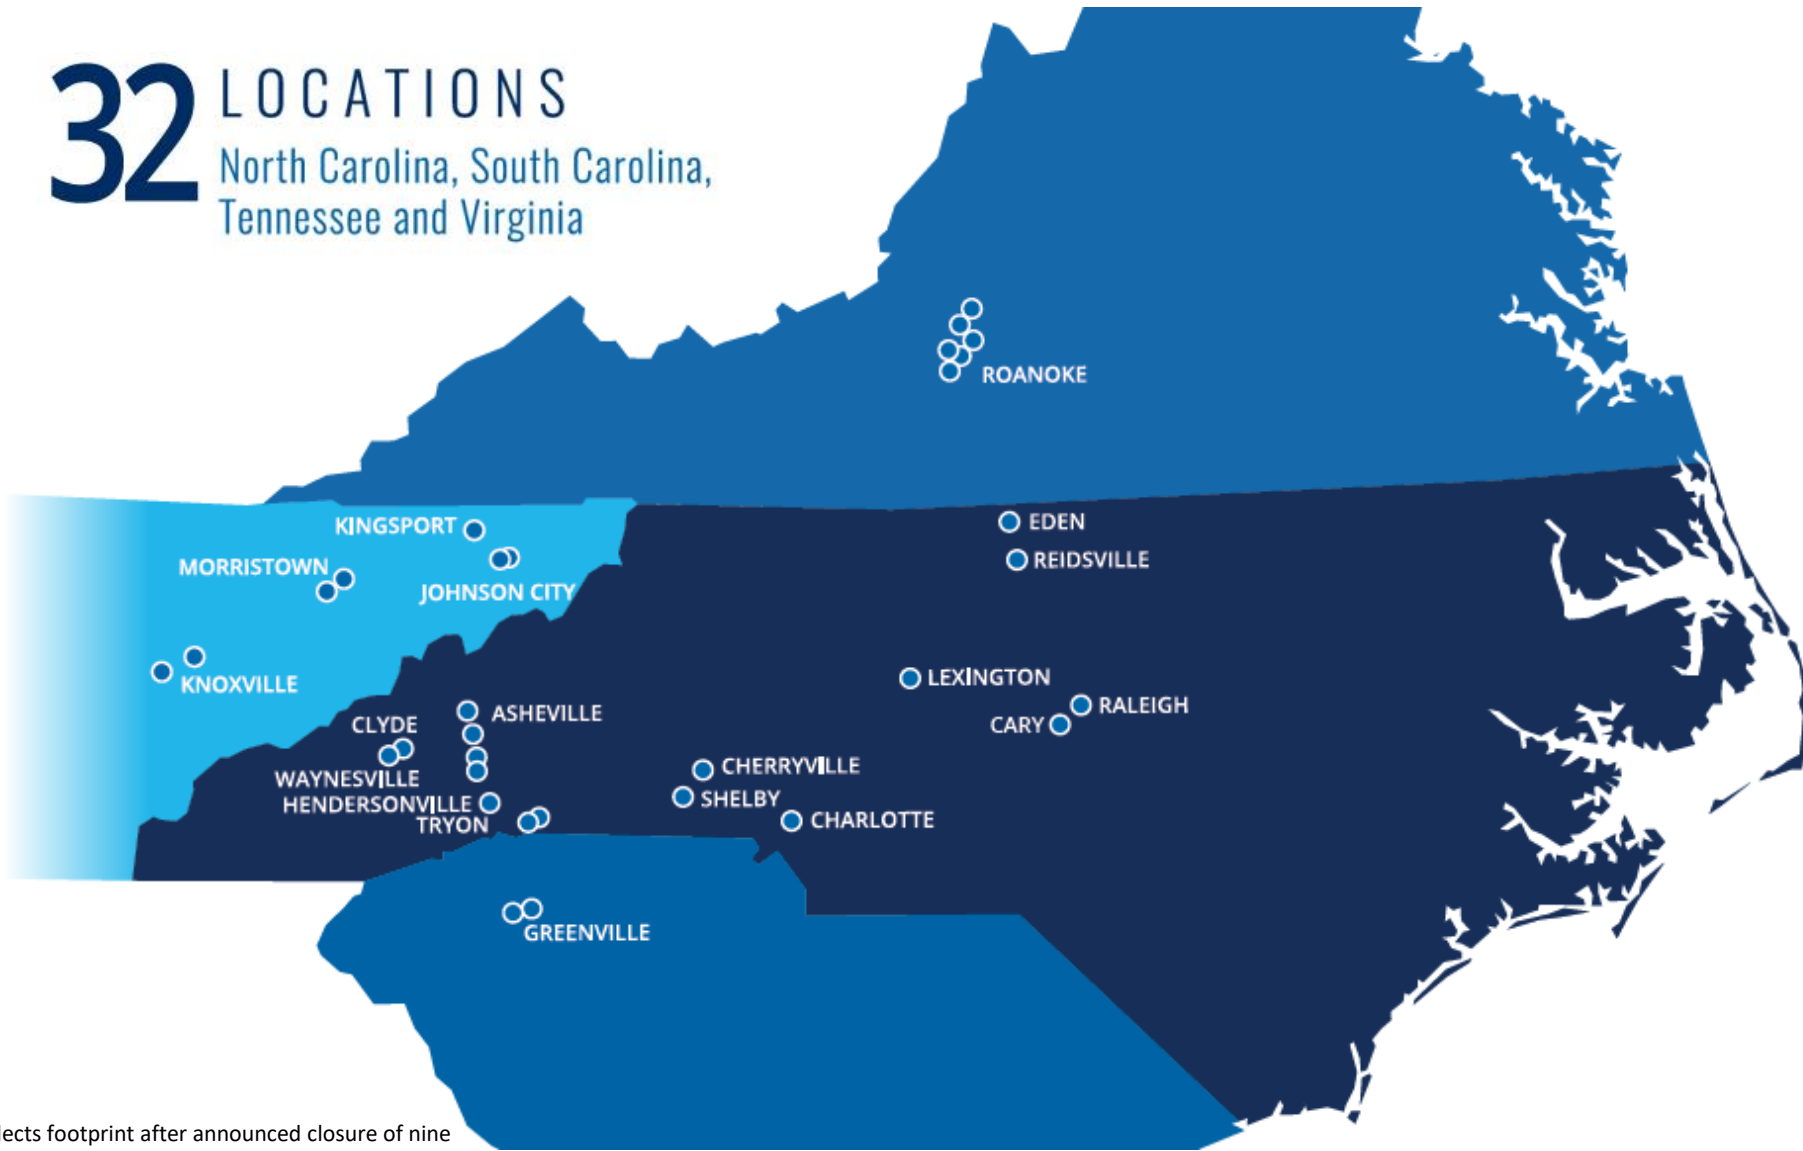 32 LOCATIONS
North Carolina, South Carolina,
Tennessee and Virginia
ROANOKE
KINGSPORT
EDEN
MORRISTOWN
REIDSVILLE
JOHNSON CITY
KNOXVILLE
LEXINGTON
ASHEVILLE
RALEIGH
CLYDE
CARY
WAYNESVILLE
CHERRYVILLE
HENDERSONVILLE
SHELBY
TRYON
CHARLOTTE
GREENVILLE
footprint after announced closure of nine